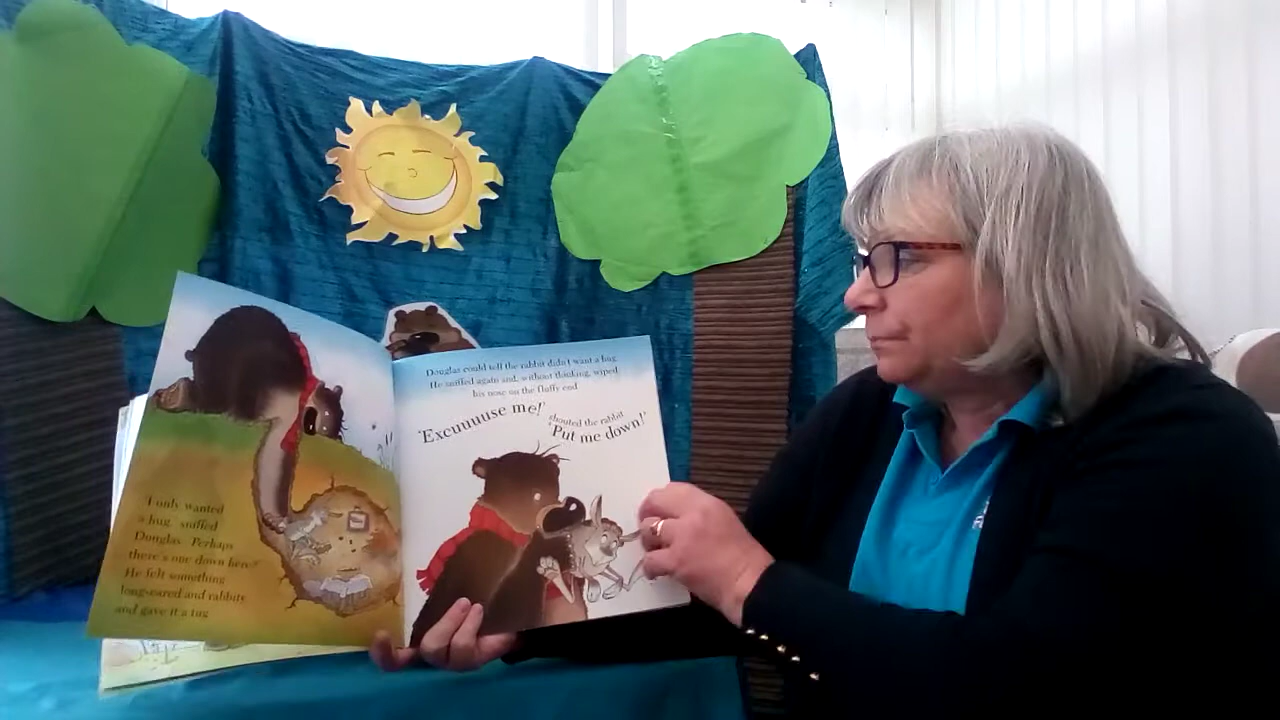 'I only wanted
a hug' sniffed
Douglas. 'Perhaps
there's one down here?'
He felt something
long-eared and rabbity
and gave it a tug
Douglas could tell the rabbit didn't want a hug.
He sniffed again and, without thinking, wiped
his nose on the fluffy end
'Excuuuuse me!'
shouted the rabbit
'Put me down!'